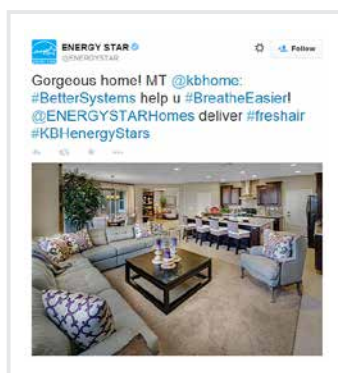 ENERGY STAR
@ENERGYSTAR
Follow
Gorgeous home! MT @kbhome:
#BetterSystems help u #BreatheEasier!
@ENERGYSTARHomes deliver #freshair
#KBHenergyStars